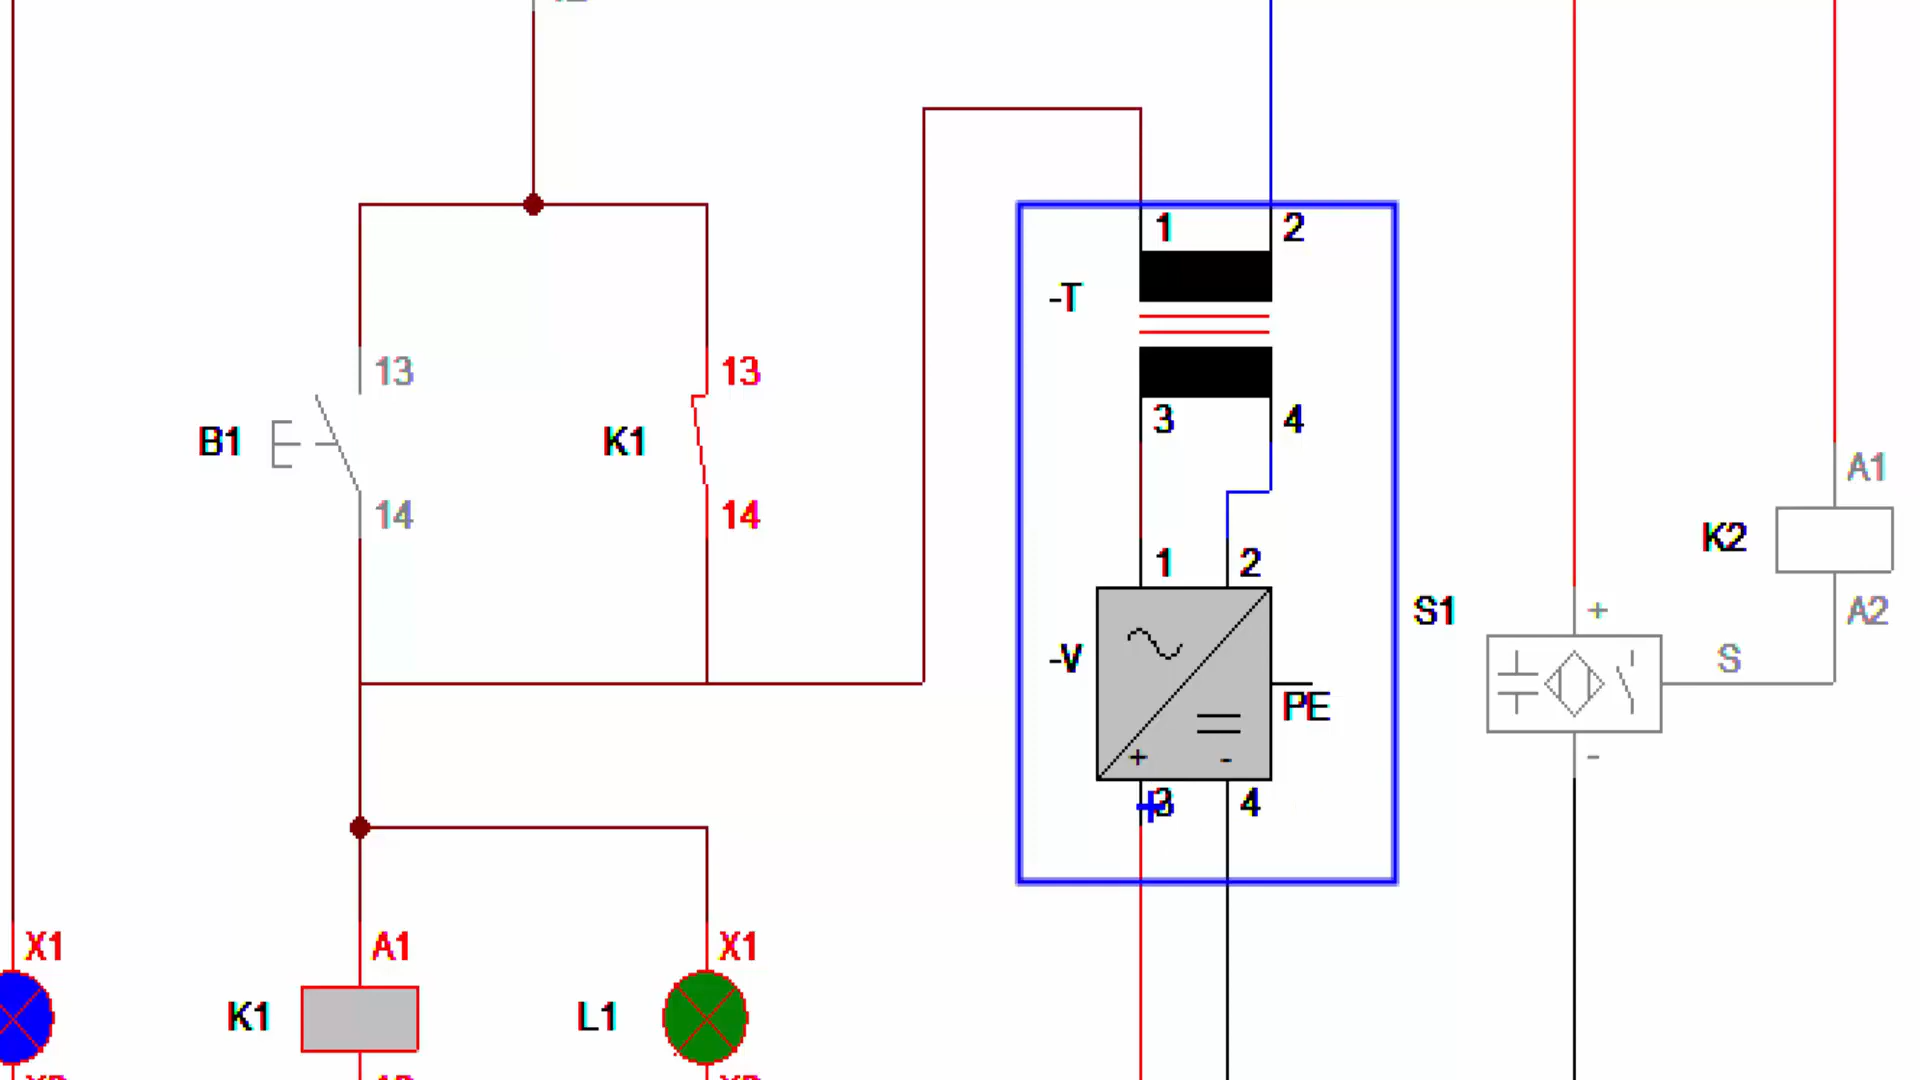 1 2
-T
13 13
B1 K1
3 4
A1
14 14
K2
1 2
S1 +
A2
-V S
PE
+ -
-
3 4
X1 A1 X1
K1 L1